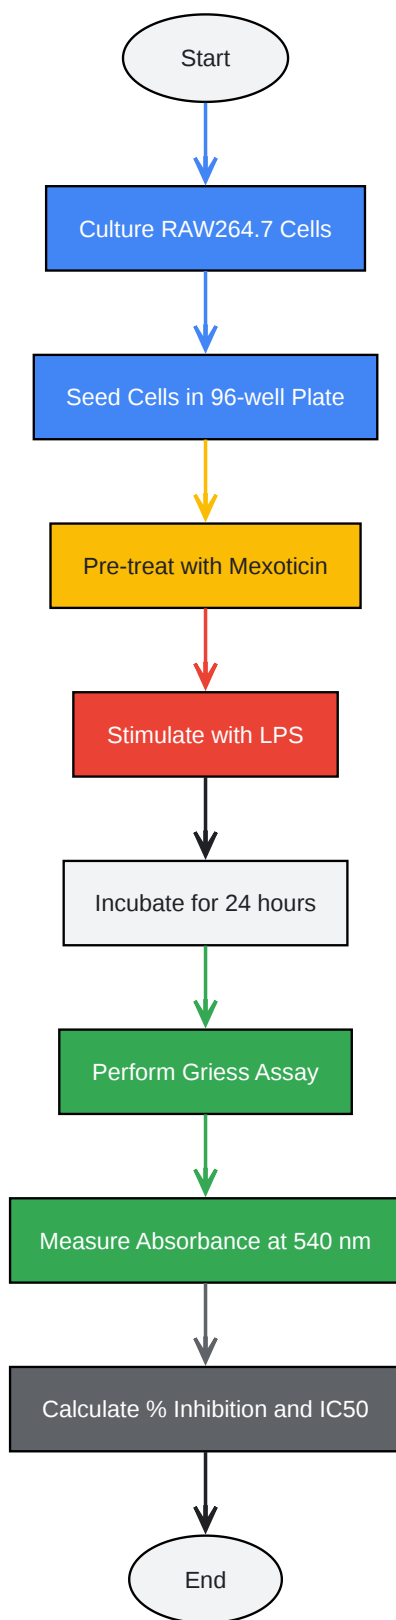 Start
Culture RAW264.7 Cells
Seed Cells in 96-well Plate
Pre-treat with Mexoticin
Stimulate with LPS
Incubate for 24 hours
Perform Griess Assay
Measure Absorbance at 540 nm
Calculate % Inhibition and IC50
End